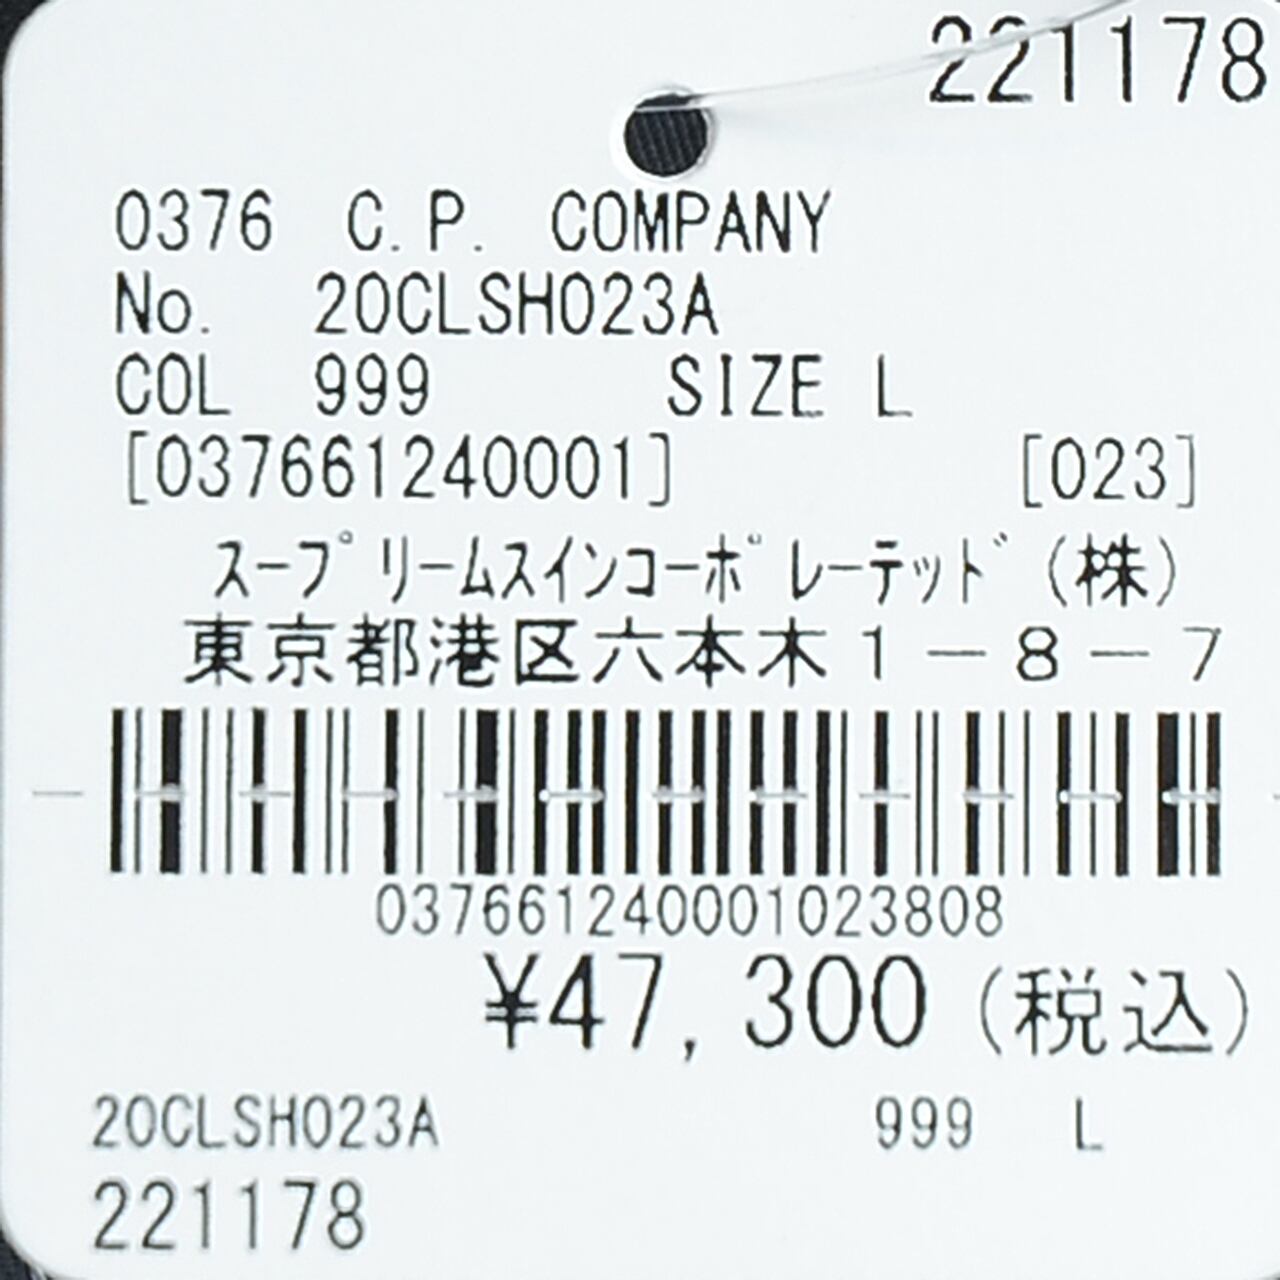 221178
0376 C.P. COMPANY
No. 20CLSH023A
COL 999 SIZE L
[037661240001] [023]
ｽｰﾌﾟﾘｰﾑｽｲﾝｺｰﾎﾟﾚｰﾃｯﾄﾞ(株)
東京都港区六本木１－８－７
037661240001023808
¥47,300(税込)
20CLSH023A 999 L
221178